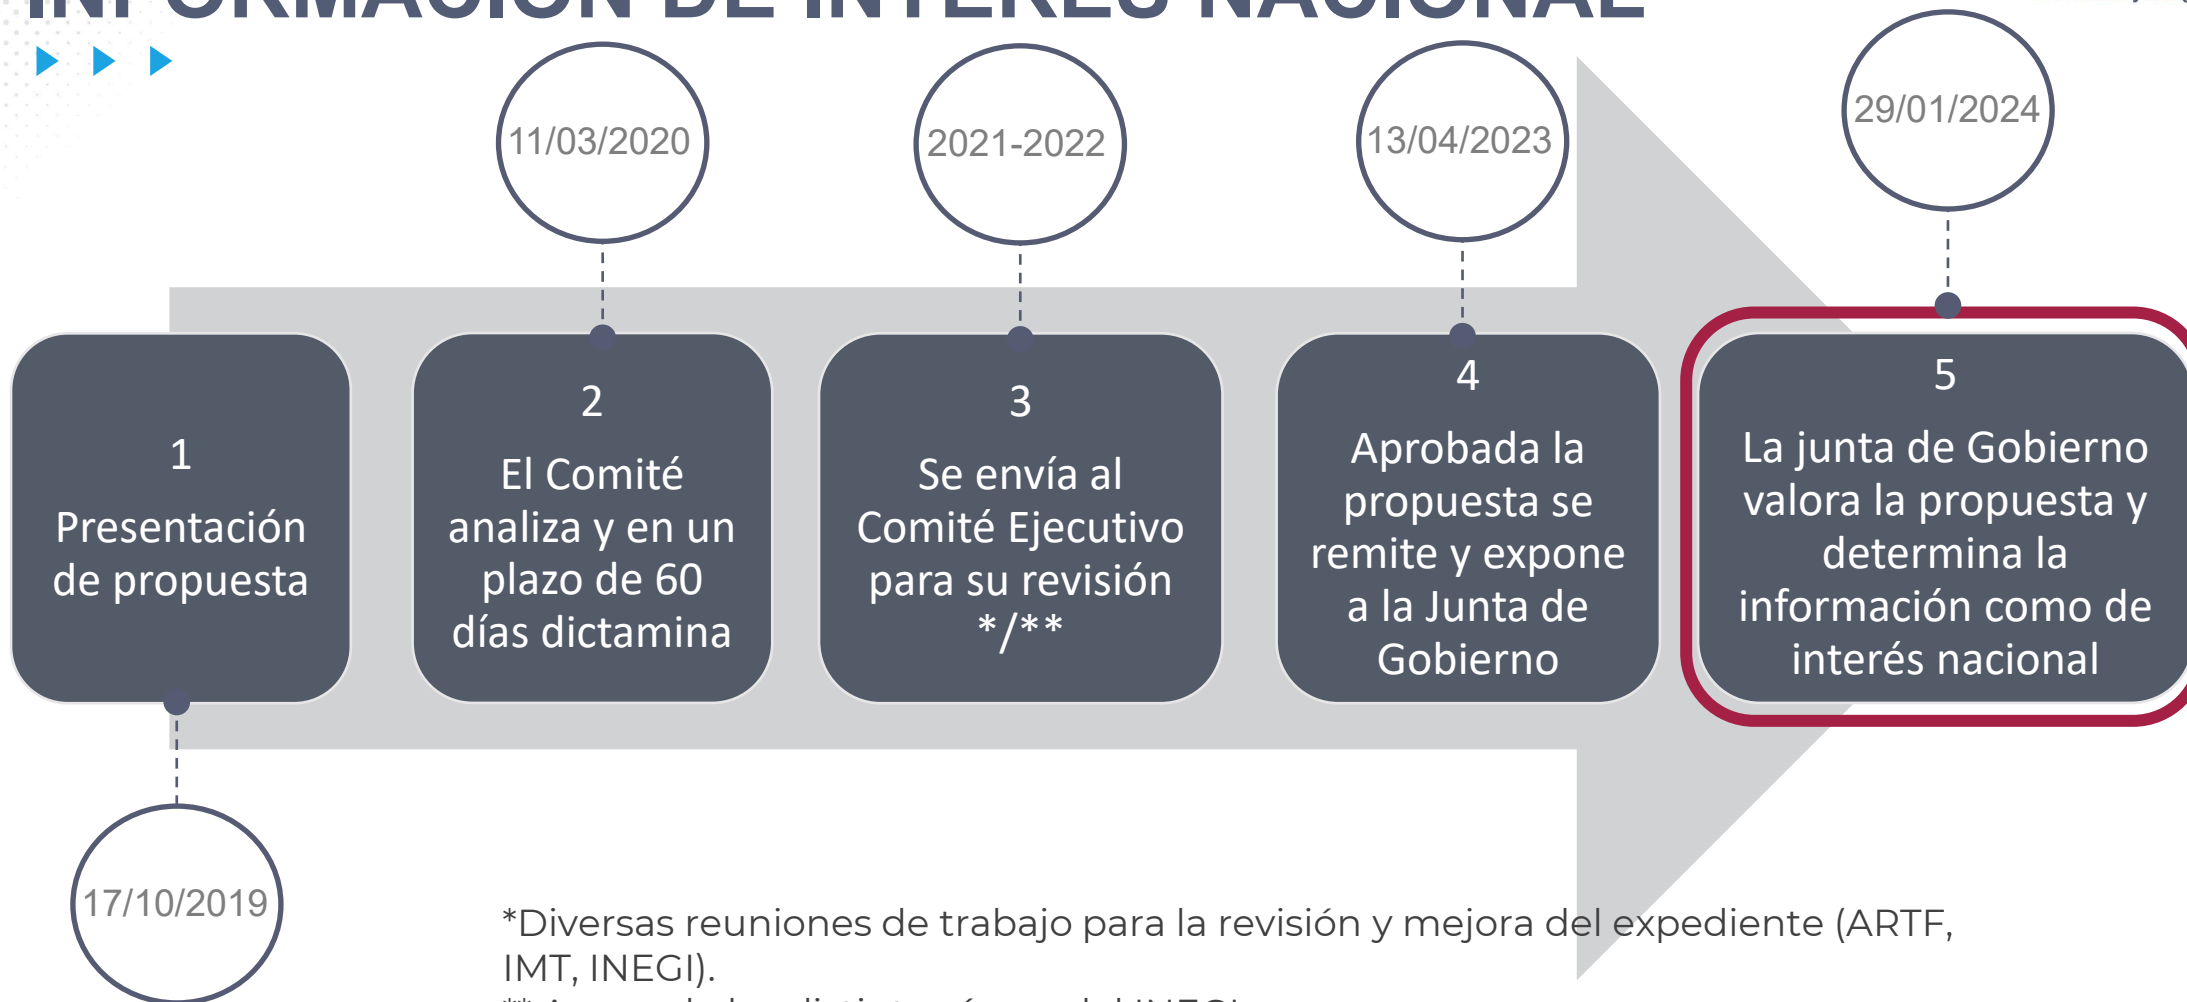 INFORMACIÓN DE INTERÉS NACIONAL
11/03/2020
2021-2022
13/04/2023
29/01/2024
1
Presentación
de propuesta
2
El Comité
analiza y en un
plazo de 60
días dictamina
3
Se envía al
Comité Ejecutivo
para su revisión
*/**
4
Aprobada la
propuesta se
remite y expone
a la Junta de
Gobierno
5
La junta de Gobierno
valora la propuesta y
determina la
información como de
interés nacional
17/10/2019
*Diversas reuniones de trabajo para la revisión y mejora del expediente (ARTF,
IMT, INEGI).